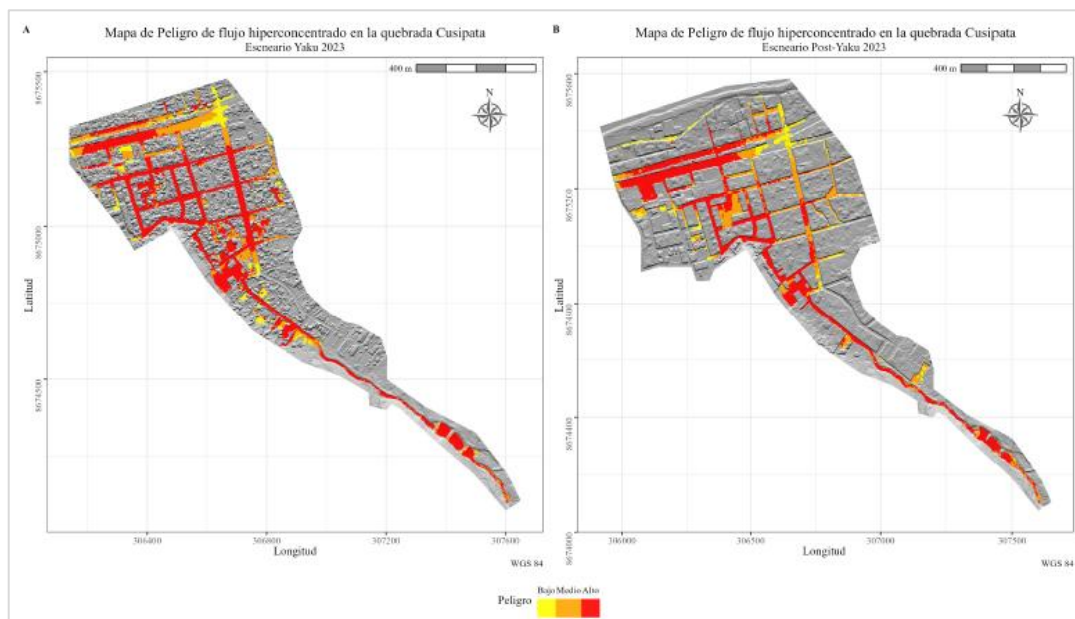 A
Mapa de Peligro de flujo hiperconcentrado en la quebrada Cusipata
Escneario Yaku 2023
400 m
N
8675500
8675000
8674500
Latitud
306400
306800
307200
307600
Longitud
WGS 84
B
Mapa de Peligro de flujo hiperconcentrado en la quebrada Cusipata
Escneario Post-Yaku 2023
400 m
N
8675600
8675200
8674800
8674400
8674000
Latitud
306000
306500
307000
307500
Longitud
WGS 84
Peligro
Bajo Medio Alto